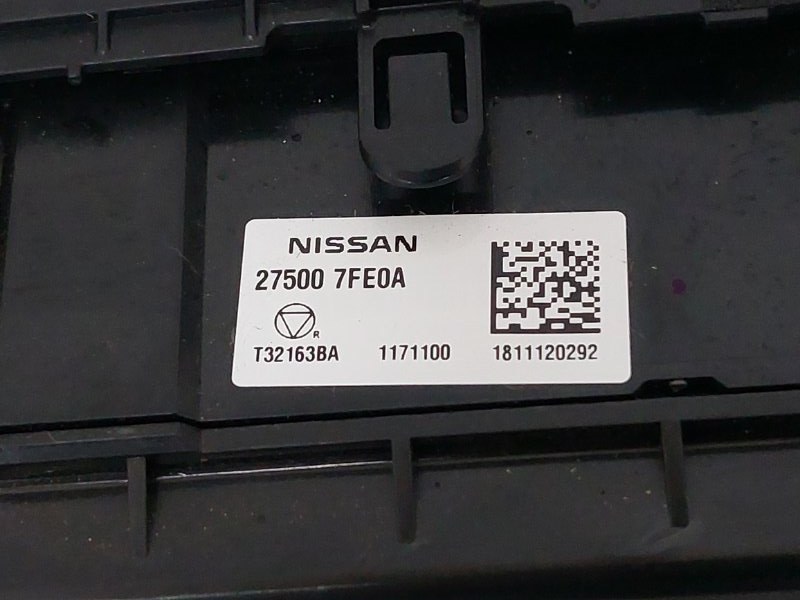 NISSAN
27500 7FE0A
R
T32163BA 1171100 1811120292